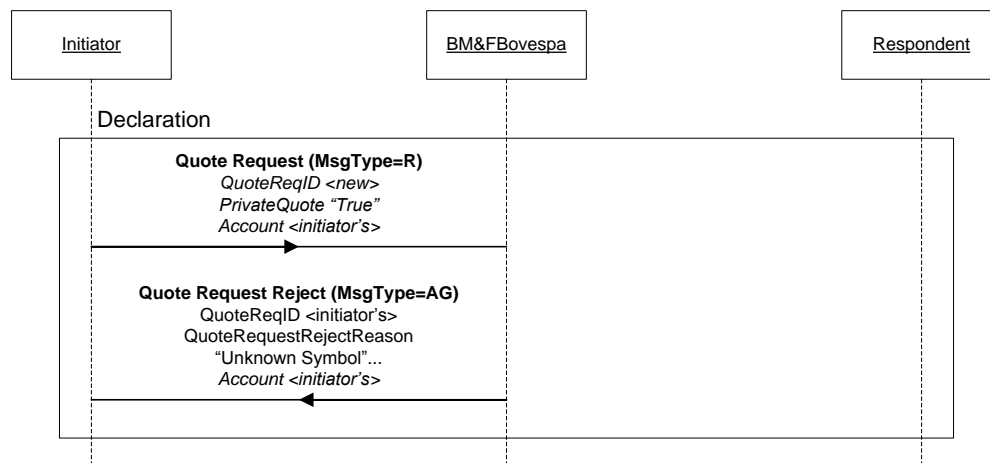 Initiator
BM&FBovespa
Respondent
Declaration
Quote Request (MsgType=R)
QuoteReqID <new>
PrivateQuote “True”
Account <initiator’s>
Quote Request Reject (MsgType=AG)
QuoteReqID <initiator’s>
QuoteRequestRejectReason
“Unknown Symbol”...
Account <initiator’s>